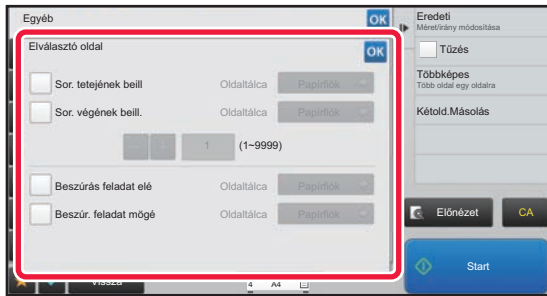 Egyéb OK
Elválasztó oldal OK
Sor. tetejének beill Oldaltálca Papírfiók
Sor. végének beill. Oldaltálca Papírfiók
1 (1~9999)
Beszúrás feladat elé Oldaltálca Papírfiók
Beszúr. feladat mögé Oldaltálca Papírfiók
Vissza
4 A4
Eredeti
Méret/irány módosítása
Tűzés
Többképes
Több oldal egy oldalra
Kétold.Másolás
Előnézet CA
Start